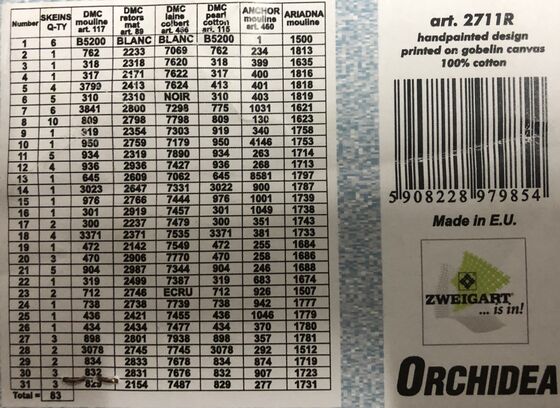 Number SKEINS Q-TY DMC mouline art. 117 DMC retors mat art. 89 DMC laine colbert art. 486 DMC pearl cotton art. 115 ANCHOR mouline art. 450 ARIADNA mouline
1 6 B5200 BLANC BLANC B5200 1 1500
2 1 762 2233 7069 762 234 1813
3 1 318 2318 7620 318 399 1635
4 1 317 2171 7622 317 400 1816
5 4 3799 2413 7624 413 401 1818
6 5 310 2310 NOIR 310 403 1819
7 6 3841 2800 7298 775 1031 1621
8 10 809 2798 7798 809 130 1623
9 1 919 2354 7303 919 340 1758
10 1 950 2759 7179 950 4146 1753
11 5 934 2319 7890 934 263 1714
12 4 936 2936 7427 936 268 1713
13 1 645 2609 7062 645 8581 1797
14 1 3023 2647 7331 3022 900 1787
15 1 976 2766 7444 976 1001 1739
16 1 301 2919 7457 301 1049 1738
17 2 300 2237 7479 300 351 1743
18 4 3371 2371 7535 3371 381 1733
19 1 472 2142 7549 472 255 1684
20 3 470 2906 7770 470 258 1686
21 5 904 2987 7344 904 246 1688
22 1 319 2499 7387 319 683 1674
23 2 712 2746 ECRU 712 926 1507
24 1 738 2738 7739 738 942 1777
25 1 436 2421 7455 436 1046 1779
26 1 434 2434 7477 434 370 1780
27 3 898 2801 7938 898 357 1781
28 2 3078 2745 7745 3078 292 1512
29 2 834 2833 7678 834 874 1719
30 3 832 2831 7676 832 907 1723
31 3 829 2154 7487 829 277 1731
Total = 83
art. 2711R
handpainted design
printed on gobelin canvas
100% cotton
5 908228 979854
Made in E.U.
ZWEIGART
... is in!
ORCHIDEA